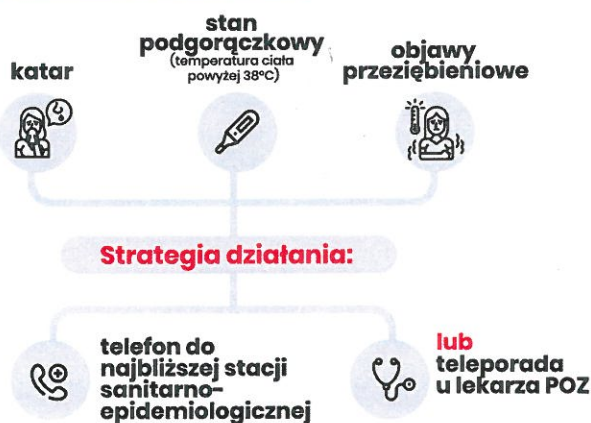 katar
stan
podgorączkowy
(temperatura ciała
powyżej 38°C)
objawy
przeziębieniowe
Strategia działania:
telefon do
najbliższej stacji
sanitarno-
epidemiologicznej
lub
teleporada
u lekarza POZ